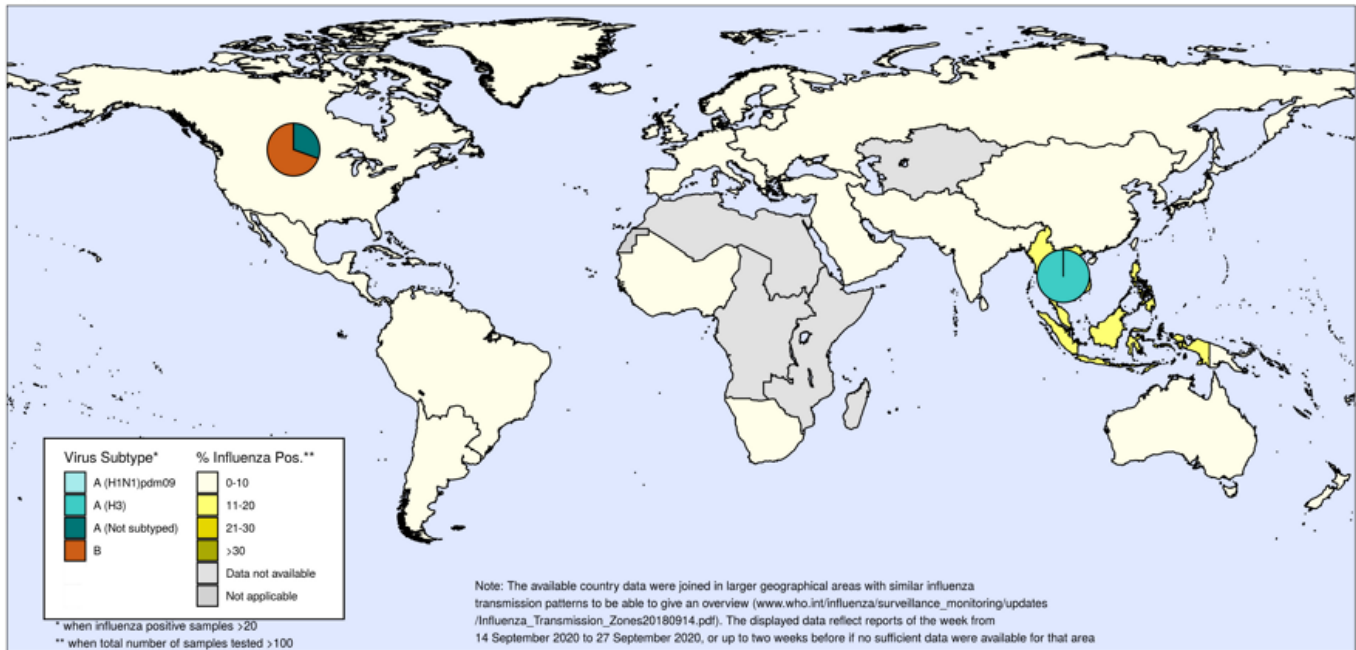 Virus Subtype*
A (H1N1)pdm09
A (H3)
A (Not subtyped)
B
% Influenza Pos.**
0-10
11-20
21-30
>30
Data not available
Not applicable
* when influenza positive samples >20
** when total number of samples tested >100
Note: The available country data were joined in larger geographical areas with similar influenza
transmission patterns to be able to give an overview (www.who.int/influenza/surveillance_monitoring/updates
/Influenza_Transmission_Zones20180914.pdf). The displayed data reflect reports of the week from
14 September 2020 to 27 September 2020, or up to two weeks before if no sufficient data were available for that area